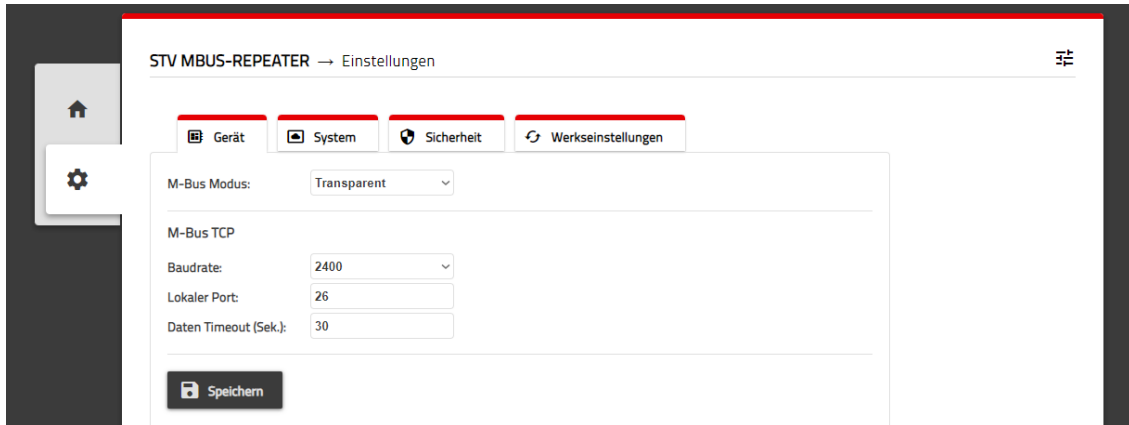 STV MBUS-REPEATER → Einstellungen
Gerät System Sicherheit Werkseinstellungen
M-Bus Modus: Transparent
M-Bus TCP
Baudrate: 2400
Lokaler Port: 26
Daten Timeout (Sek.): 30
Speichern